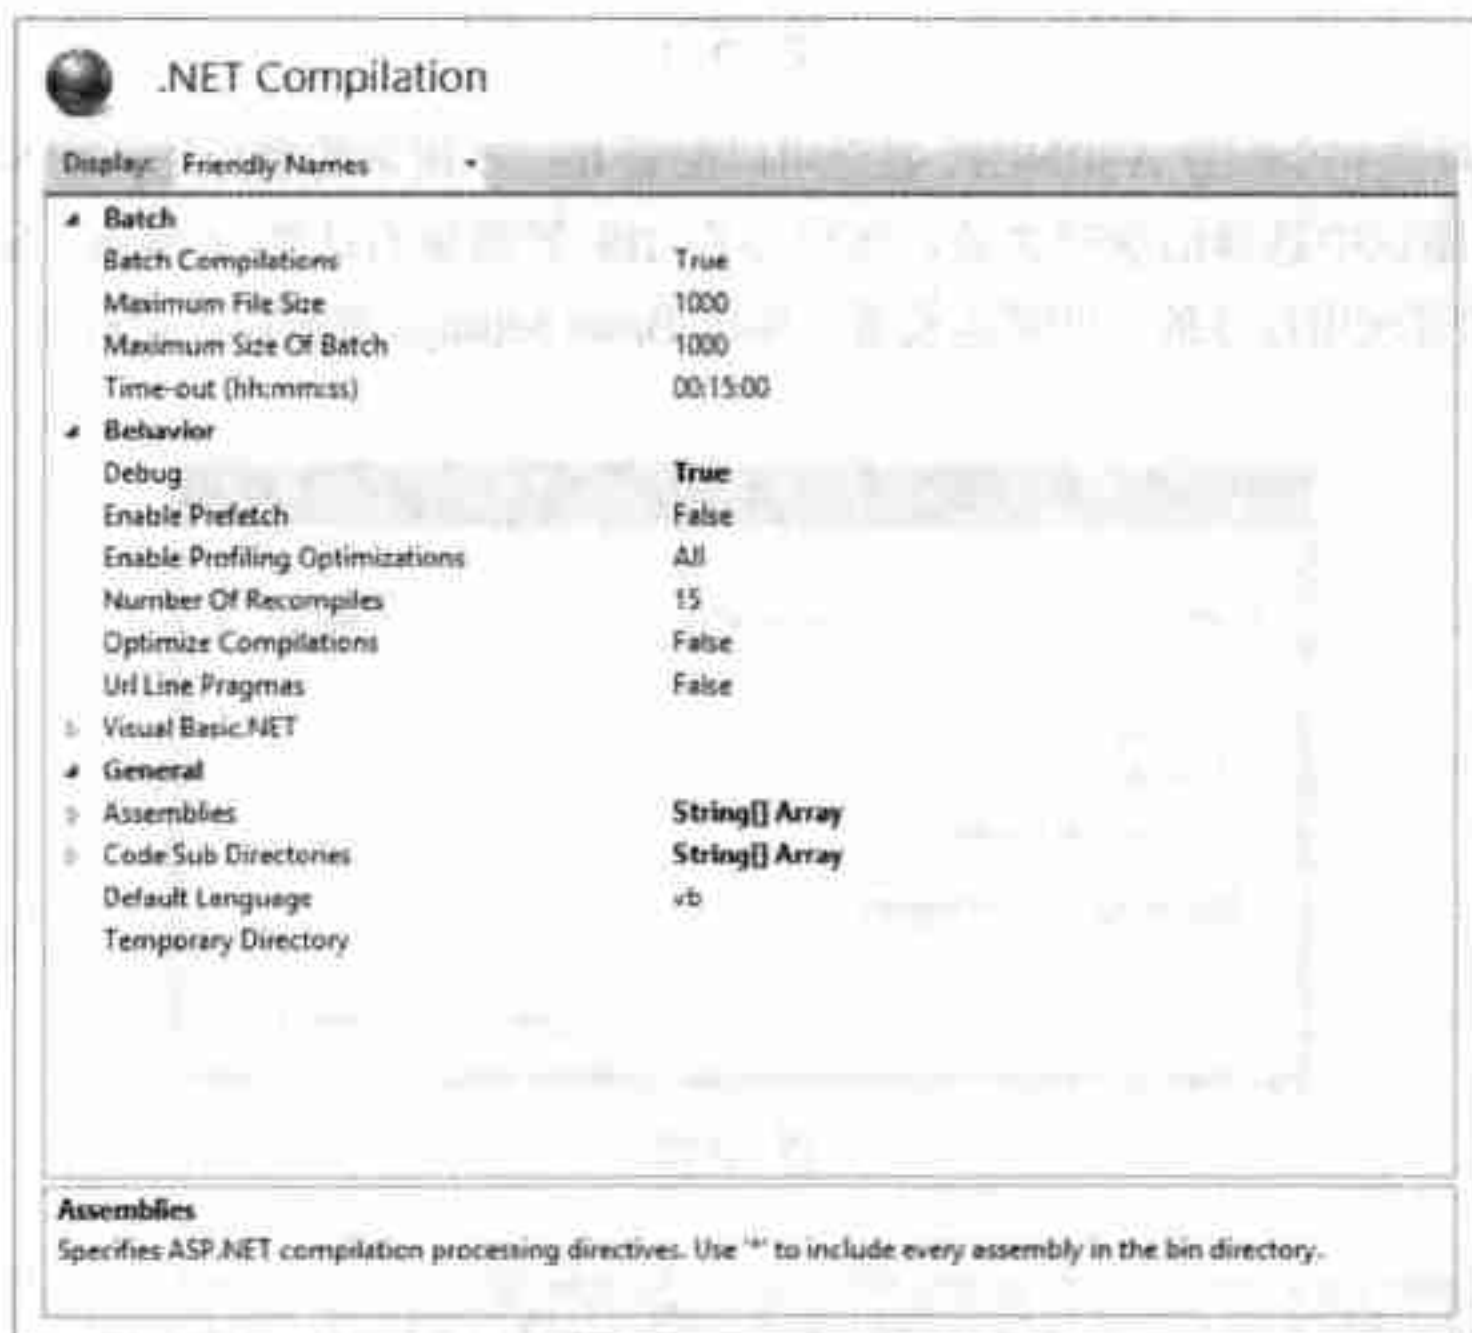 .NET Compilation
Display: Friendly Names
Batch
Batch Compilations True
Maximum File Size 1000
Maximum Size Of Batch 1000
Time-out (hh:mm:ss) 00:15:00
Behavior
Debug True
Enable Prefetch False
Enable Profiling Optimizations All
Number Of Recompiles 15
Optimize Compilations False
Url Line Pragmas False
Visual Basic.NET
General
Assemblies String[] Array
Code Sub Directories String[] Array
Default Language vb
Temporary Directory
Assemblies
Specifies ASP.NET compilation processing directives. Use '*' to include every assembly in the bin directory.